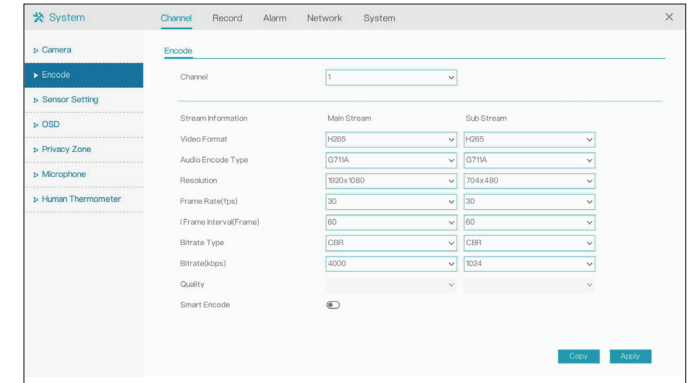 System Channel Record Alarm Network System
Camera
Encode
Sensor Setting
OSD
Privacy Zone
Microphone
Human Thermometer
Encode
Channel 1
Stream Information Main Stream Sub Stream
Video Format H265 H265
Audio Encode Type G711A G711A
Resolution 1920x1080 704x480
Frame Rate(fps) 30 30
I Frame Interval(Frame) 60 60
Bitrate Type CBR CBR
Bitrate(kbps) 4000 1024
Quality
Smart Encode
Copy Apply